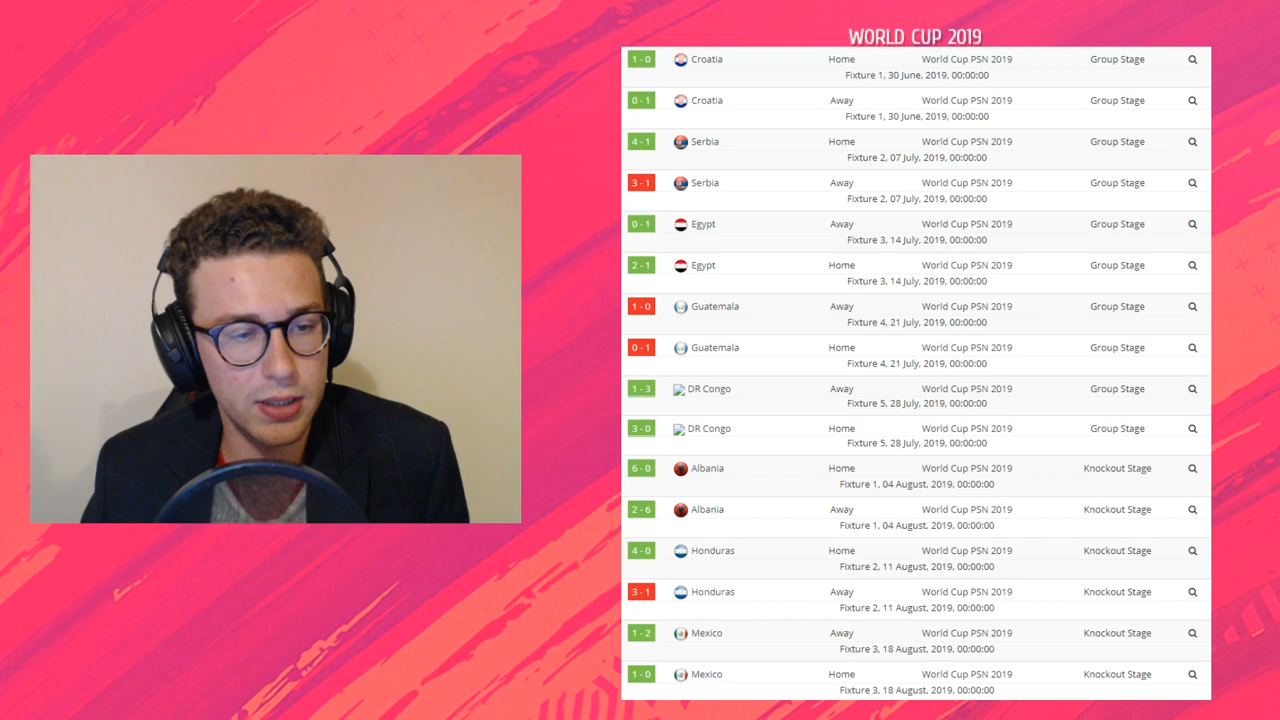 WORLD CUP 2019
1 - 0 Croatia Home World Cup PSN 2019 Group Stage
Fixture 1, 30 June, 2019, 00:00:00
0 - 1 Croatia Away World Cup PSN 2019 Group Stage
Fixture 1, 30 June, 2019, 00:00:00
4 - 1 Serbia Home World Cup PSN 2019 Group Stage
Fixture 2, 07 July, 2019, 00:00:00
3 - 1 Serbia Away World Cup PSN 2019 Group Stage
Fixture 2, 07 July, 2019, 00:00:00
0 - 1 Egypt Away World Cup PSN 2019 Group Stage
Fixture 3, 14 July, 2019, 00:00:00
2 - 1 Egypt Home World Cup PSN 2019 Group Stage
Fixture 3, 14 July, 2019, 00:00:00
1 - 0 Guatemala Away World Cup PSN 2019 Group Stage
Fixture 4, 21 July, 2019, 00:00:00
0 - 1 Guatemala Home World Cup PSN 2019 Group Stage
Fixture 4, 21 July, 2019, 00:00:00
1 - 3 DR Congo Away World Cup PSN 2019 Group Stage
Fixture 5, 28 July, 2019, 00:00:00
3 - 0 DR Congo Home World Cup PSN 2019 Group Stage
Fixture 5, 28 July, 2019, 00:00:00
6 - 0 Albania Home World Cup PSN 2019 Knockout Stage
Fixture 1, 04 August, 2019, 00:00:00
2 - 6 Albania Away World Cup PSN 2019 Knockout Stage
Fixture 1, 04 August, 2019, 00:00:00
4 - 0 Honduras Home World Cup PSN 2019 Knockout Stage
Fixture 2, 11 August, 2019, 00:00:00
3 - 1 Honduras Away World Cup PSN 2019 Knockout Stage
Fixture 2, 11 August, 2019, 00:00:00
1 - 2 Mexico Away World Cup PSN 2019 Knockout Stage
Fixture 3, 18 August, 2019, 00:00:00
1 - 0 Mexico Home World Cup PSN 2019 Knockout Stage
Fixture 3, 18 August, 2019, 00:00:00